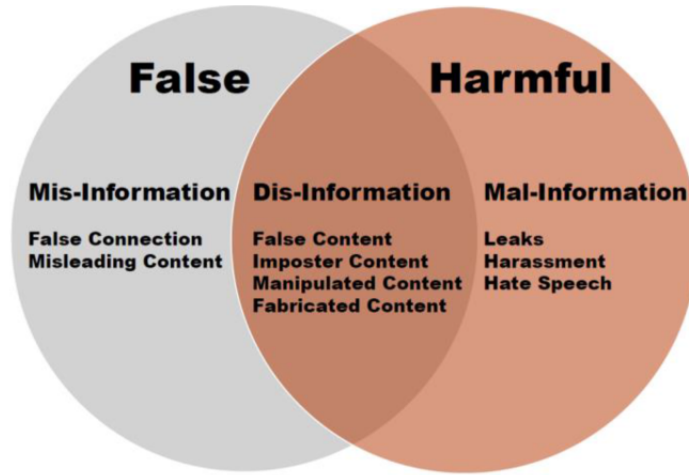 False
Harmful
Mis-Information
False Connection
Misleading Content
Dis-Information
False Content
Imposter Content
Manipulated Content
Fabricated Content
Mal-Information
Leaks
Harassment
Hate Speech